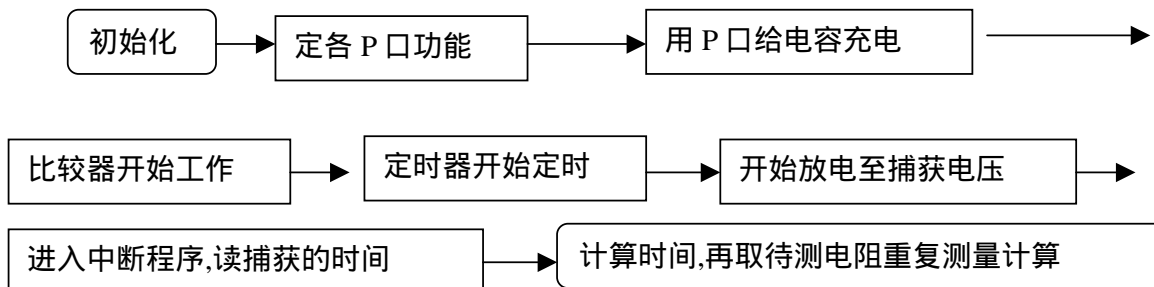 初始化
定各 P 口功能
用 P 口给电容充电
比较器开始工作
定时器开始定时
开始放电至捕获电压
进入中断程序,读捕获的时间
计算时间,再取待测电阻重复测量计算